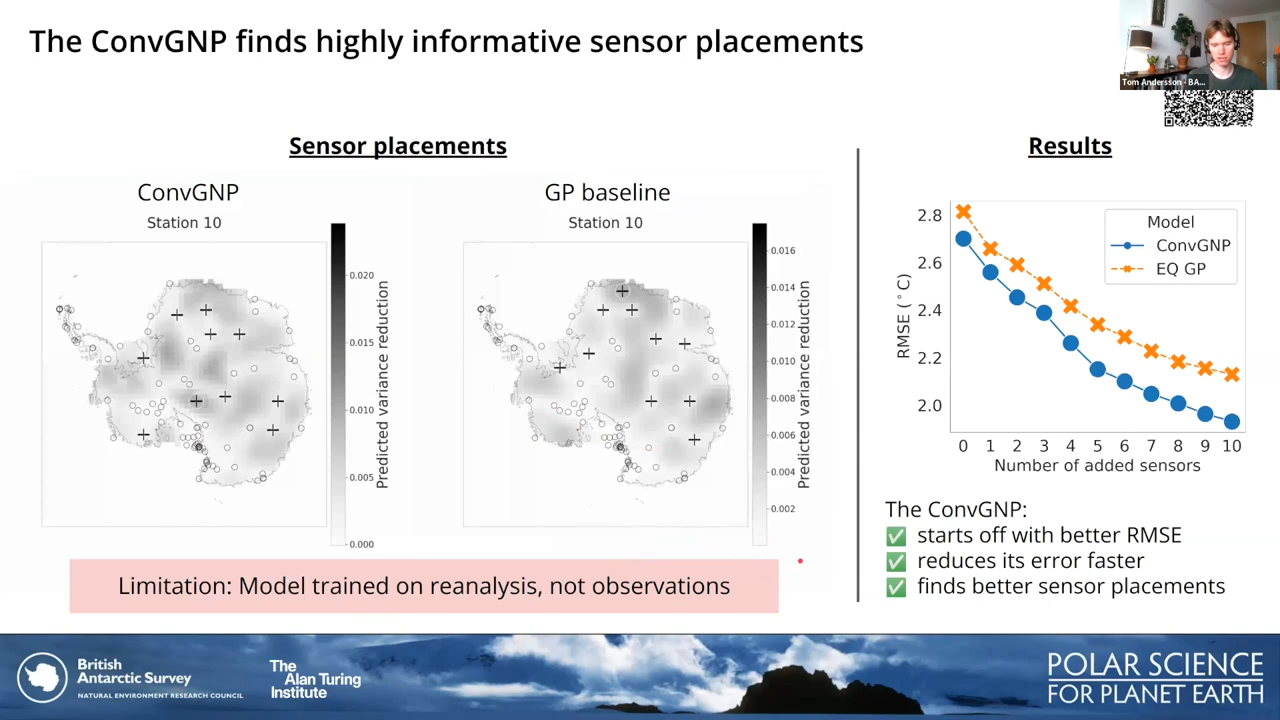 The ConvGNP finds highly informative sensor placements
Tom Andersson - BA...
Sensor placements
ConvGNP
Station 10
0.020
0.015
0.010
0.005
0.000
Predicted variance reduction
GP baseline
Station 10
0.016
0.014
0.012
0.010
0.008
0.006
0.004
0.002
Predicted variance reduction
Limitation: Model trained on reanalysis, not observations
Results
2.8
2.6
2.4
2.2
2.0
RMSE (°C)
Model
ConvGNP
EQ GP
0 1 2 3 4 5 6 7 8 9 10
Number of added sensors
The ConvGNP:
✅ starts off with better RMSE
✅ reduces its error faster
✅ finds better sensor placements
British
Antarctic Survey
NATURAL ENVIRONMENT RESEARCH COUNCIL
The
Alan Turing
Institute
POLAR SCIENCE
FOR PLANET EARTH